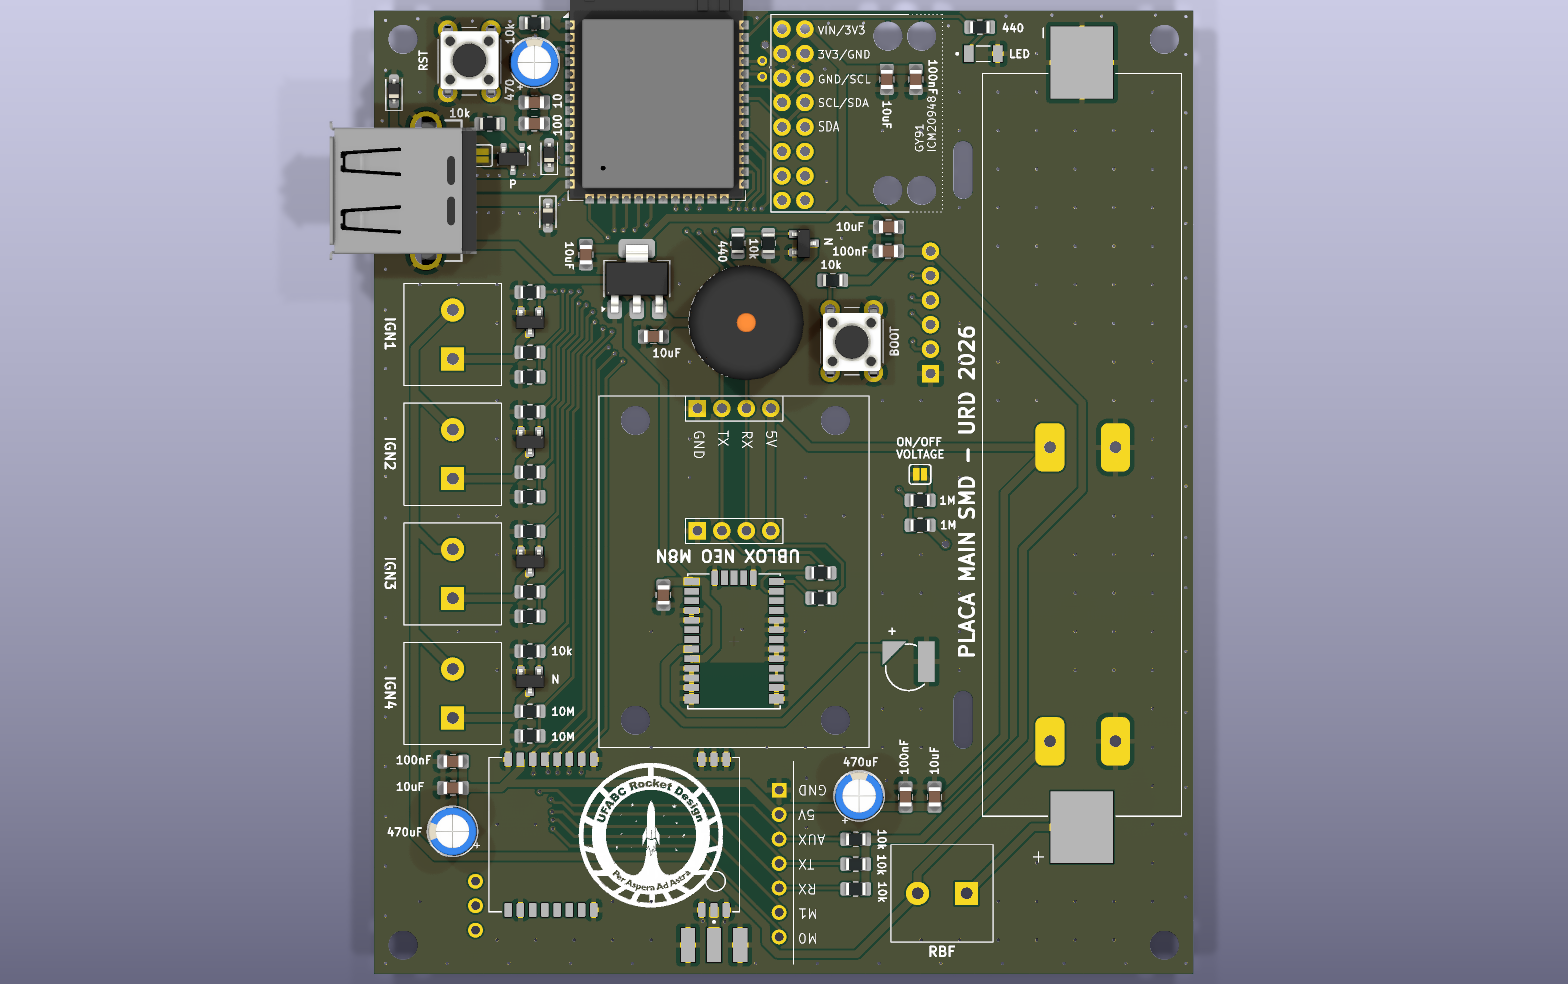 RST
10k
470
10
100
10k
P
VIN/3V3
3V3/GND
GND/SCL
SCL/SDA
SDA
10uF
100nF
GY91
ICM20948
440
LED
10uF
440
10k
N
10uF
100nF
10k
10uF
BOOT
IGN1
IGN2
IGN3
IGN4
GND
TX
RX
5V
ON/OFF
VOLTAGE
1M
1M
UBLOX NEO M8N
PLACA MAIN SMD - URD 2026
+
10k
N
10M
10M
100nF
10uF
470uF
+
UFABC Rocket Design
Per Aspera Ad Astra
GND
5V
AUX
TX
RX
M1
M0
470uF
+
100nF
10uF
10k
10k
10k
+
RBF